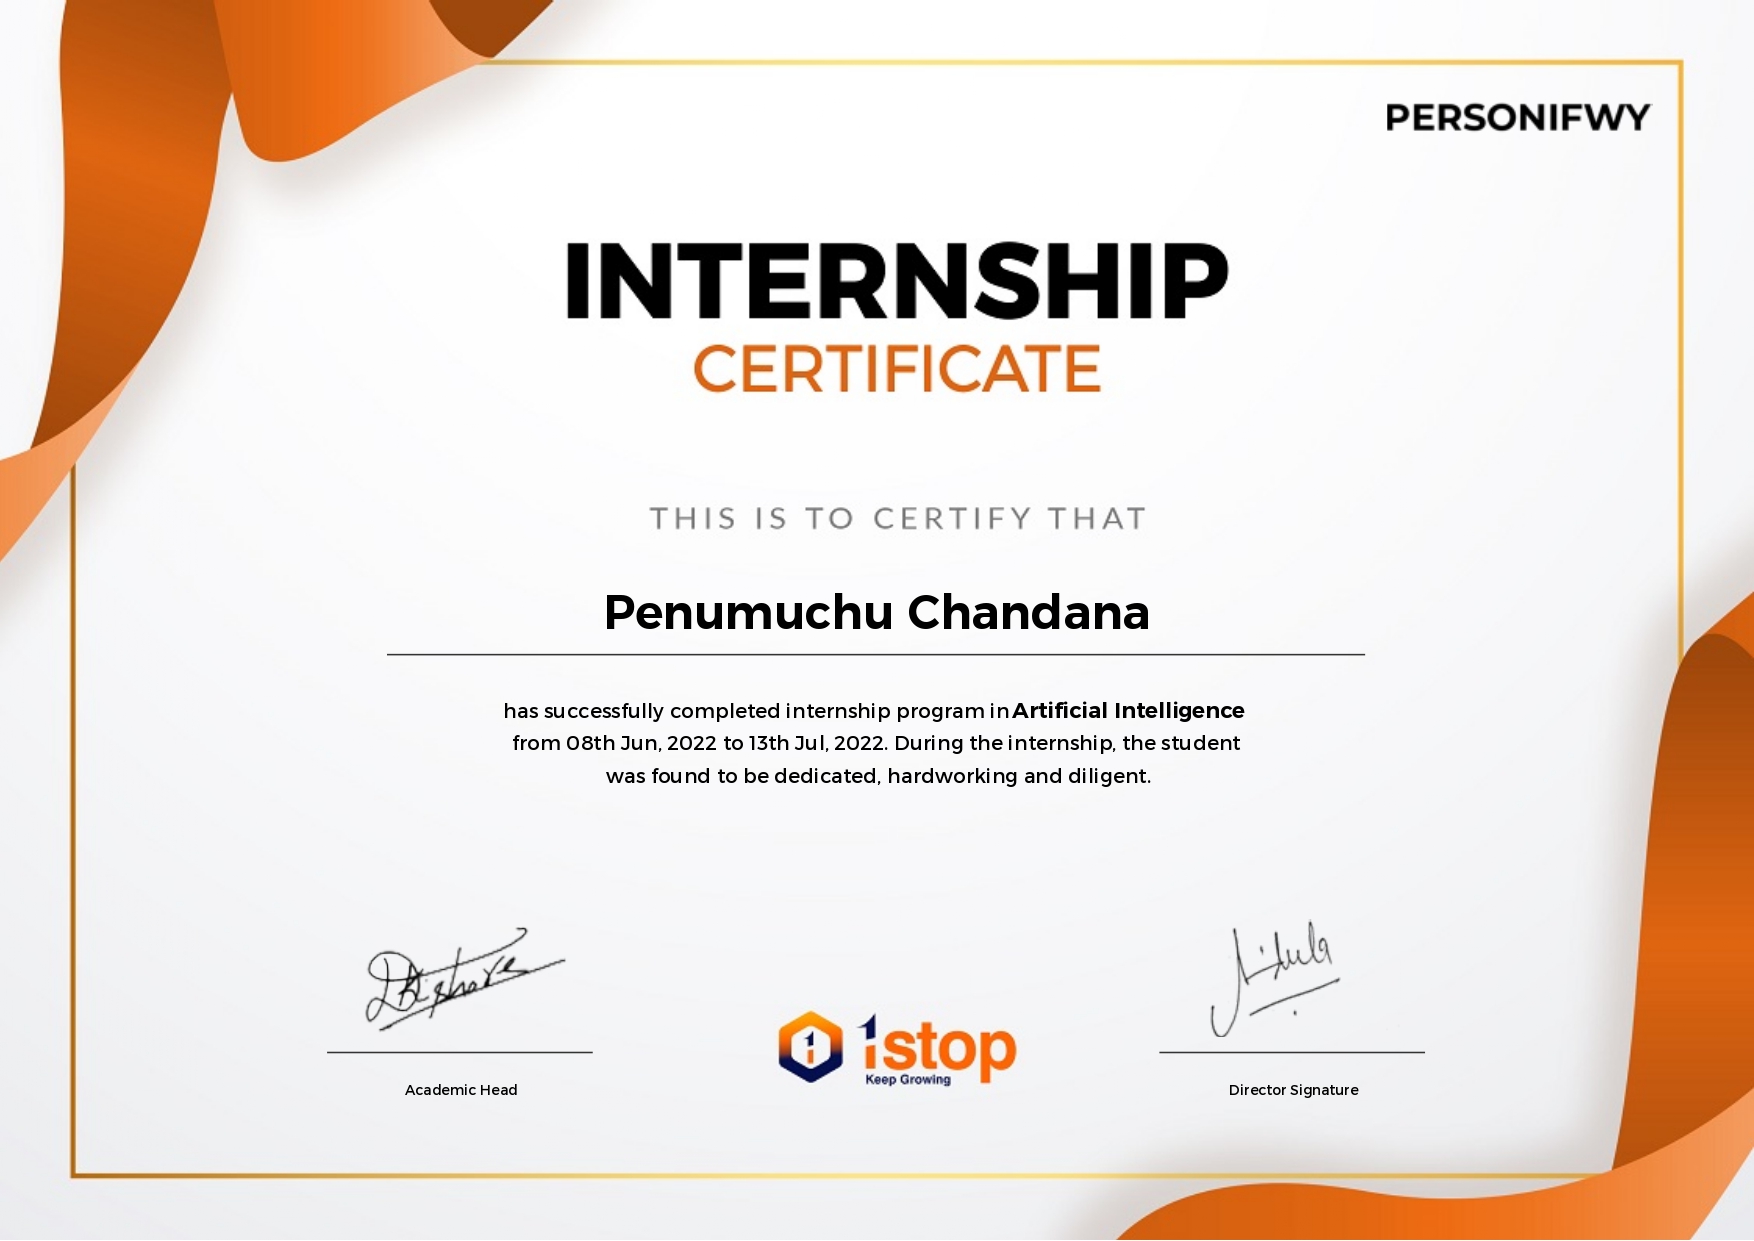 PERSONIFWY
INTERNSHIP
CERTIFICATE
THIS IS TO CERTIFY THAT
Penumuchu Chandana
has successfully completed internship program in Artificial Intelligence
from 08th Jun, 2022 to 13th Jul, 2022. During the internship, the student
was found to be dedicated, hardworking and diligent.
1stop
Keep Growing
Academic Head
Director Signature